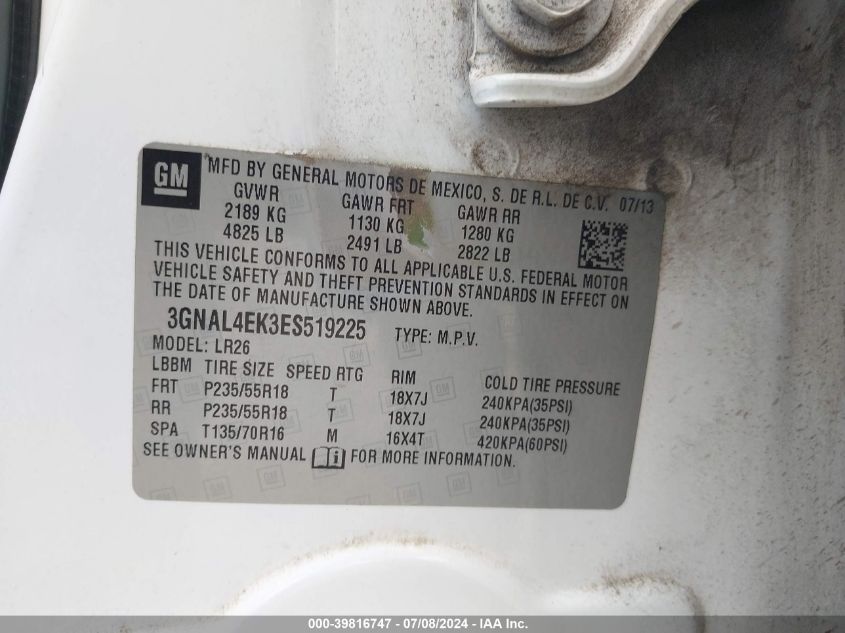 GM MFD BY GENERAL MOTORS DE MEXICO, S. DE R.L. DE C.V. 07/13
GVWR GAWR FRT GAWR RR
2189 KG 1130 KG 1280 KG
4825 LB 2491 LB 2822 LB
THIS VEHICLE CONFORMS TO ALL APPLICABLE U.S. FEDERAL MOTOR
VEHICLE SAFETY AND THEFT PREVENTION STANDARDS IN EFFECT ON
THE DATE OF MANUFACTURE SHOWN ABOVE.
3GNAL4EK3ES519225 TYPE: M.P.V.
MODEL: LR26
LBBM TIRE SIZE SPEED RTG RIM COLD TIRE PRESSURE
FRT P235/55R18 T 18X7J 240KPA(35PSI)
RR P235/55R18 T 18X7J 240KPA(35PSI)
SPA T135/70R16 M 16X4T 420KPA(60PSI)
SEE OWNER'S MANUAL FOR MORE INFORMATION.
000-39816747 - 07/08/2024 - IAA Inc.